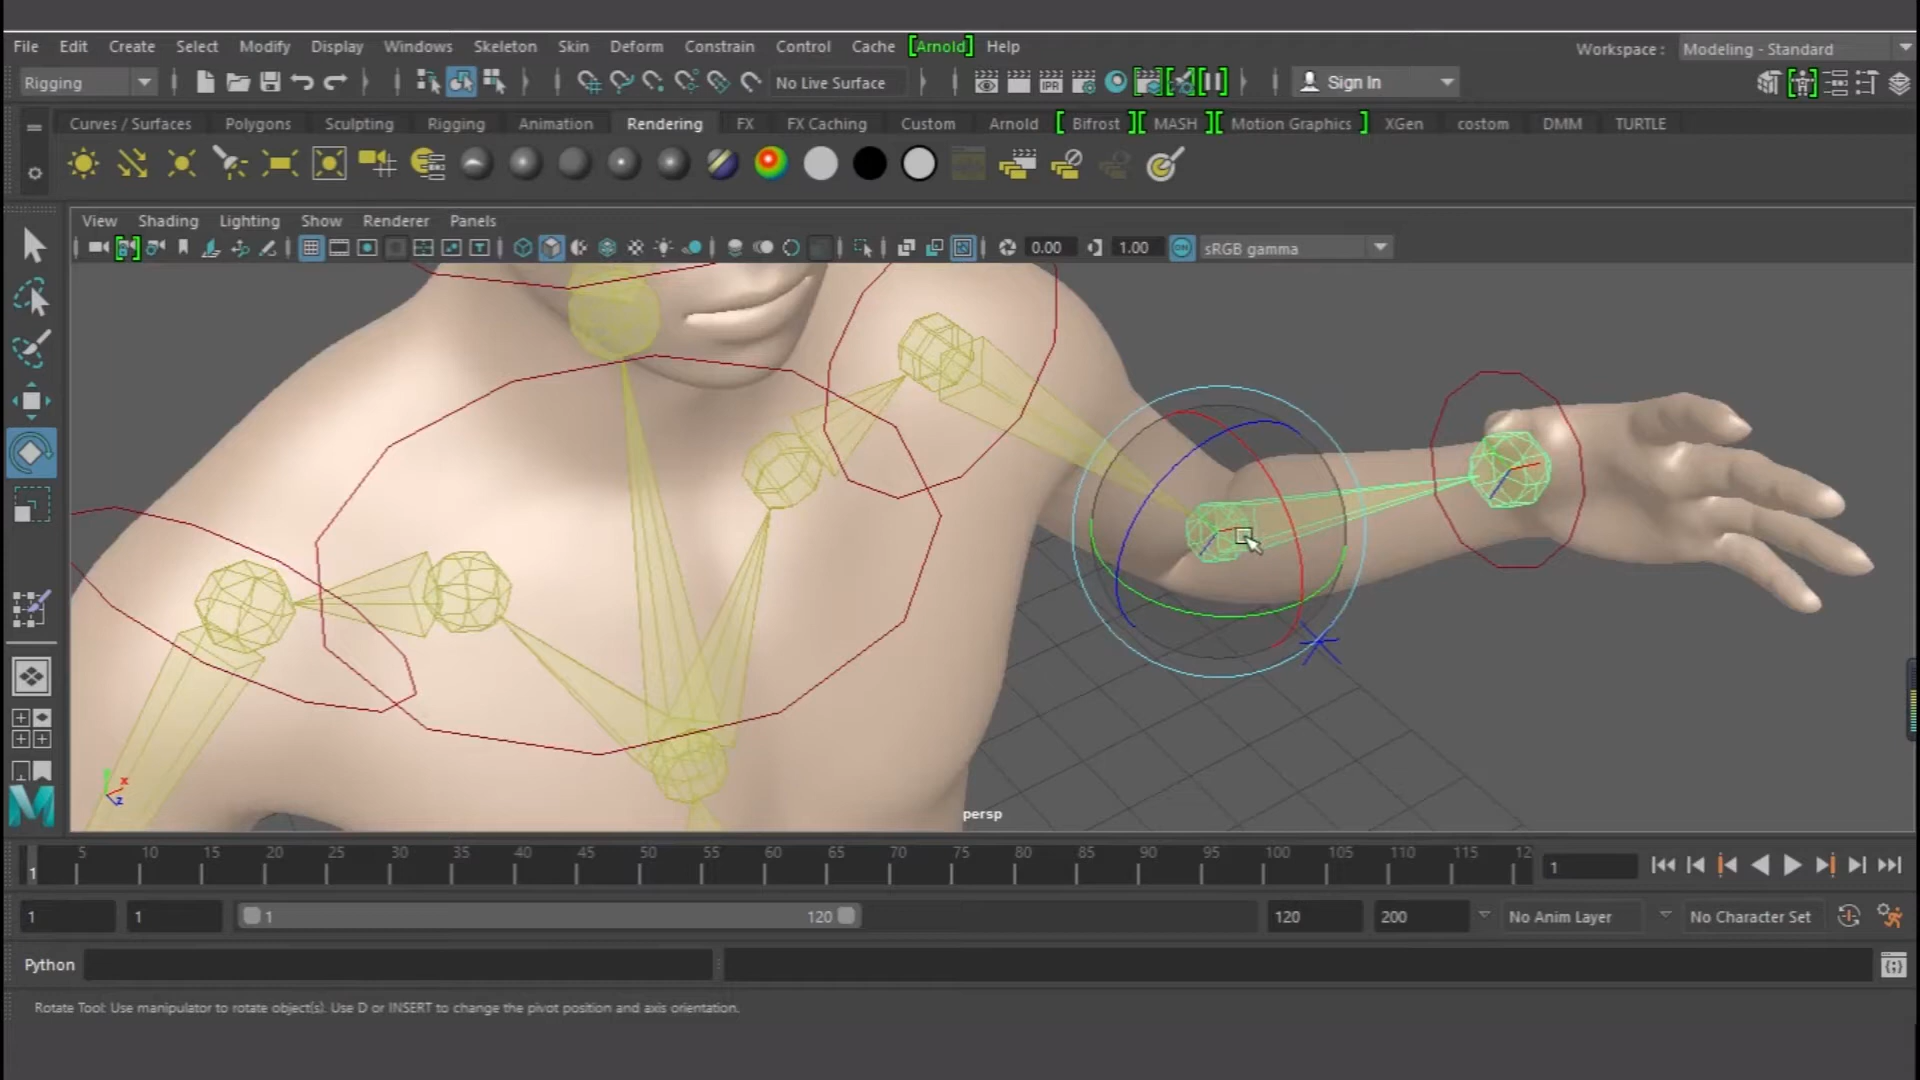 File Edit Create Select Modify Display Windows Skeleton Skin Deform Constrain Control Cache [Arnold] Help Workspace : Modeling - Standard
Rigging No Live Surface IPR Sign In
Curves / Surfaces Polygons Sculpting Rigging Animation Rendering FX FX Caching Custom Arnold [ Bifrost ][ MASH ][ Motion Graphics ] XGen costom DMM TURTLE
View Shading Lighting Show Renderer Panels
0.00 1.00 ON sRGB gamma
y x z
persp
5 10 15 20 25 30 35 40 45 50 55 60 65 70 75 80 85 90 95 100 105 110 115 12
1 1
1 1 1 120 120 200 No Anim Layer No Character Set
Python
Rotate Tool: Use manipulator to rotate object(s). Use D or INSERT to change the pivot position and axis orientation.